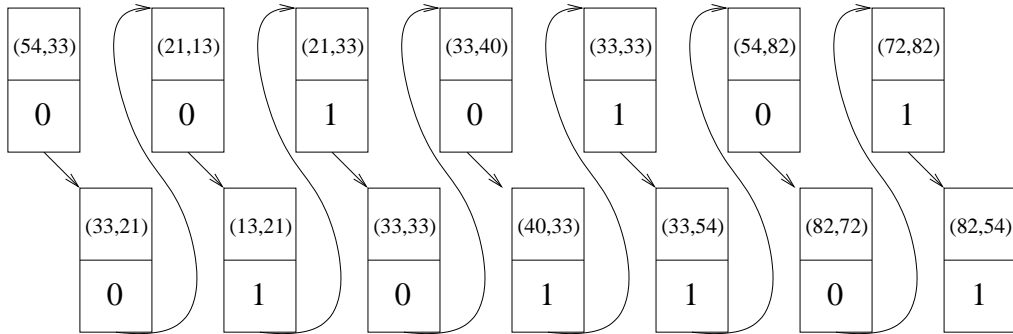 (54,33) (21,13) (21,33) (33,40) (33,33) (54,82) (72,82)
0 0 1 0 1 0 1
(33,21) (13,21) (33,33) (40,33) (33,54) (82,72) (82,54)
0 1 0 1 1 0 1